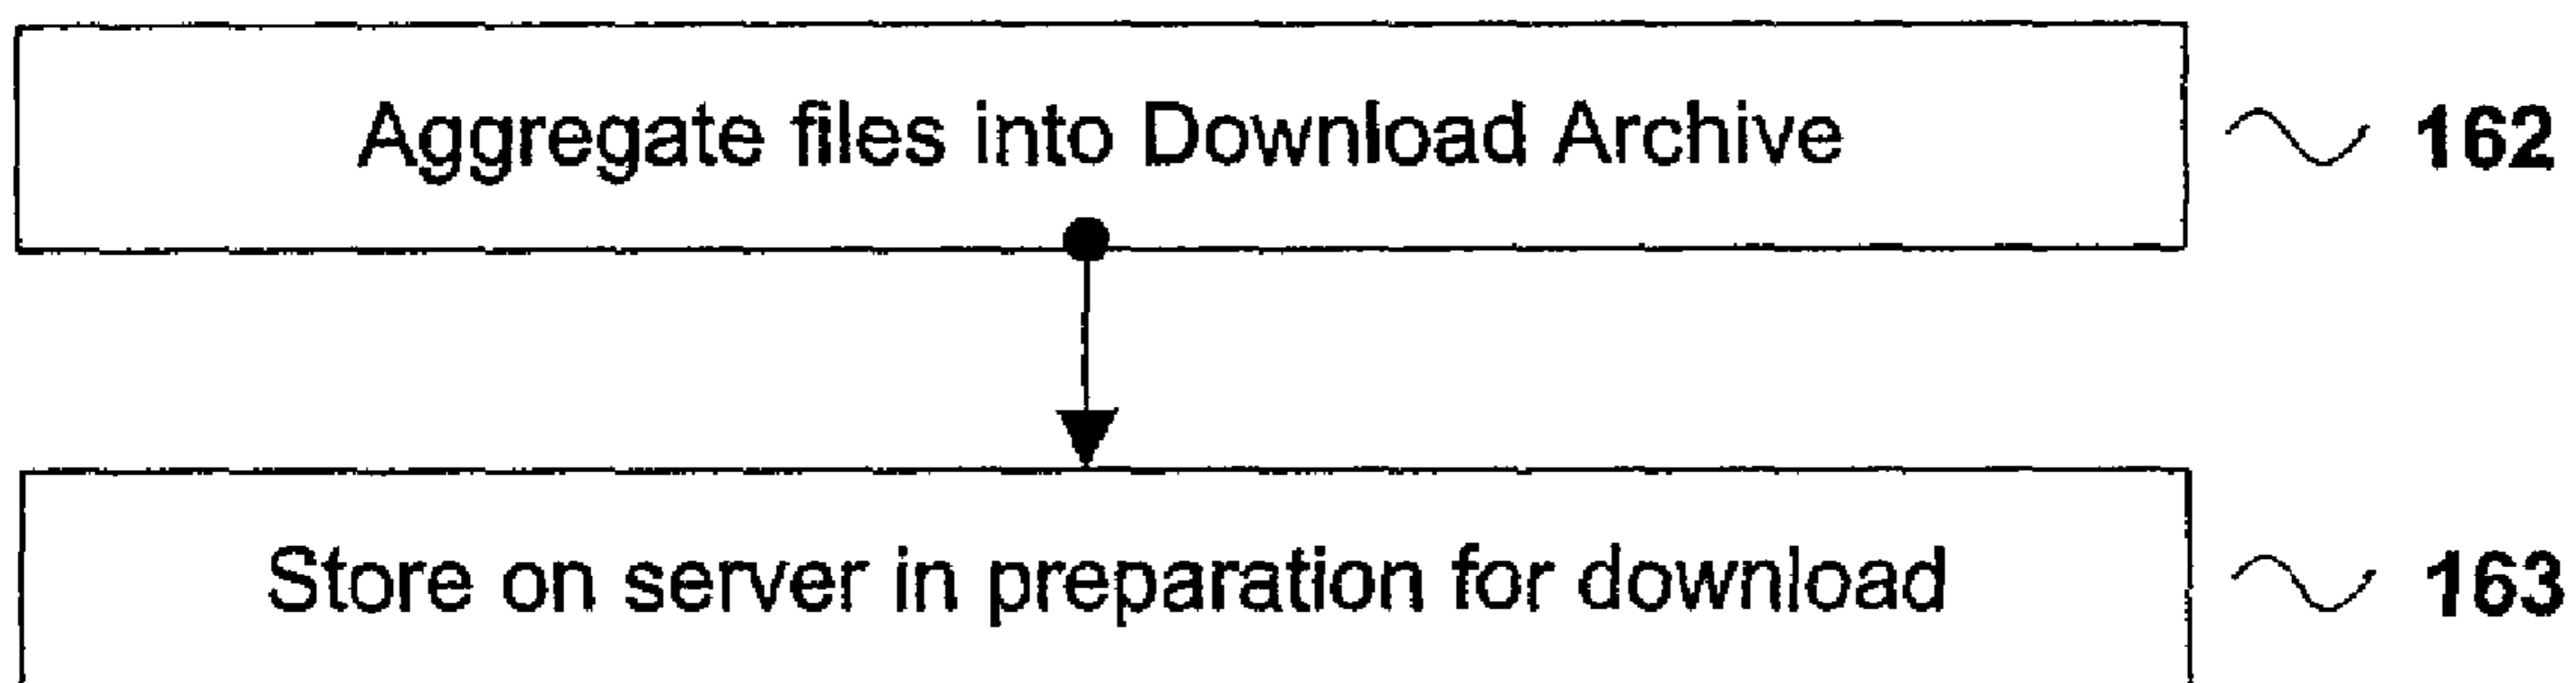 Aggregate files into Download Archive 162
Store on server in preparation for download 163